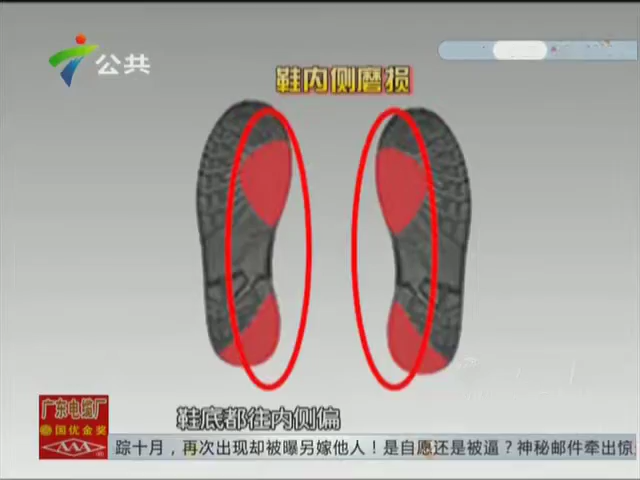 公共
鞋内侧磨损
鞋底都往内侧偏
广东电缆厂
国优金奖
踪十月，再次出现却被曝另嫁他人！是自愿还是被逼？神秘邮件牵出惊